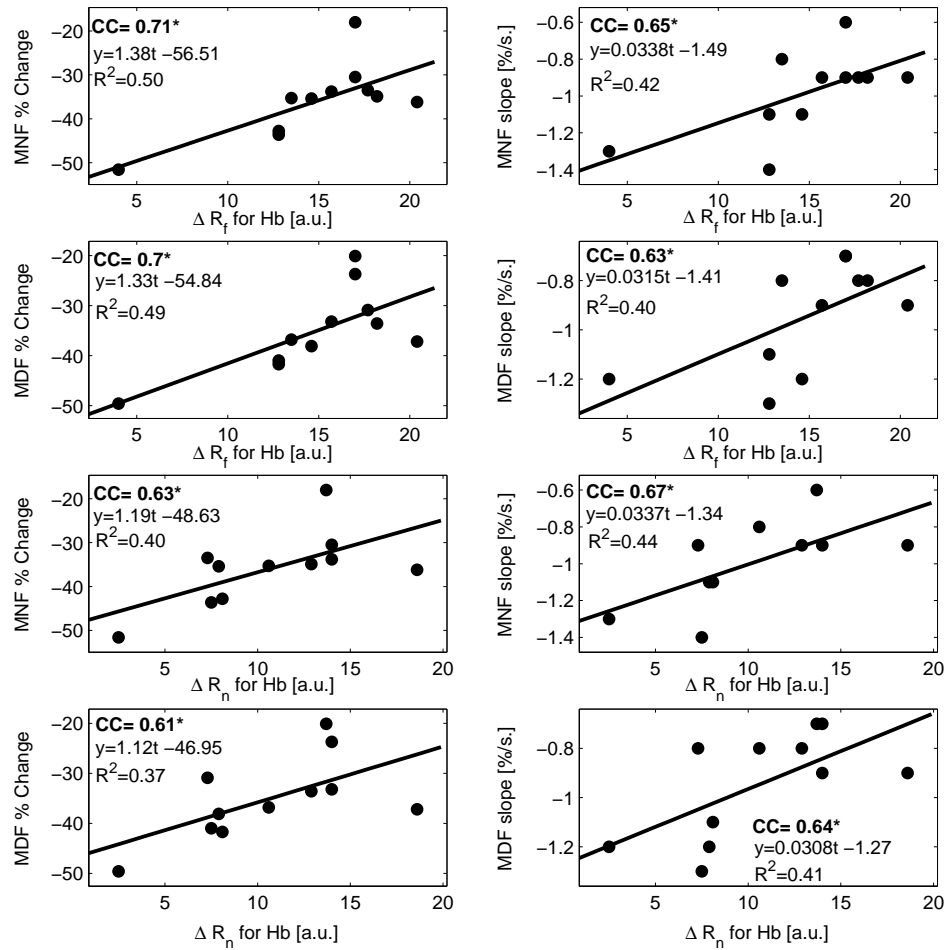 CC= 0.71*
y=1.38t −56.51
R²=0.50
MNF % Change
−20
−30
−40
−50
5 10 15 20
Δ R_f for Hb [a.u.]
CC= 0.65*
y=0.0338t −1.49
R²=0.42
MNF slope [%/s.]
−0.6
−0.8
−1
−1.2
−1.4
5 10 15 20
Δ R_f for Hb [a.u.]
CC= 0.7*
y=1.33t −54.84
R²=0.49
MDF % Change
−20
−30
−40
−50
5 10 15 20
Δ R_f for Hb [a.u.]
CC= 0.63*
y=0.0315t −1.41
R²=0.40
MDF slope [%/s.]
−0.8
−1
−1.2
5 10 15 20
Δ R_f for Hb [a.u.]
CC= 0.63*
y=1.19t −48.63
R²=0.40
MNF % Change
−20
−30
−40
−50
5 10 15 20
Δ R_n for Hb [a.u.]
CC= 0.67*
y=0.0337t −1.34
R²=0.44
MNF slope [%/s.]
−0.6
−0.8
−1
−1.2
−1.4
5 10 15 20
Δ R_n for Hb [a.u.]
CC= 0.61*
y=1.12t −46.95
R²=0.37
MDF % Change
−20
−30
−40
−50
5 10 15 20
Δ R_n for Hb [a.u.]
MDF slope [%/s.]
−0.8
−1
−1.2
CC= 0.64*
y=0.0308t −1.27
R²=0.41
5 10 15 20
Δ R_n for Hb [a.u.]